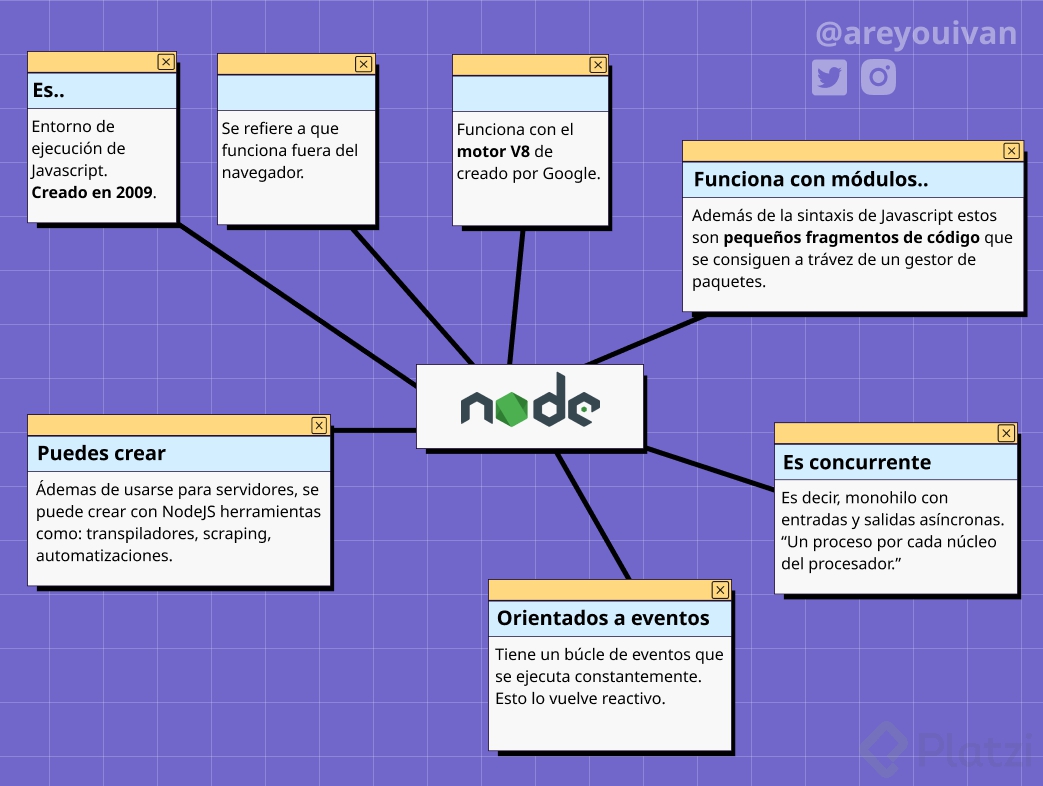 @areyouivan
Es..
Entorno de
ejecución de
Javascript.
Creado en 2009.
Se refiere a que
funciona fuera del
navegador.
Funciona con el
motor V8 de
creado por Google.
Funciona con módulos..
Además de la sintaxis de Javascript estos
son pequeños fragmentos de código que
se consiguen a trávez de un gestor de
paquetes.
node
Puedes crear
Ádemas de usarse para servidores, se
puede crear con NodeJS herramientas
como: transpiladores, scraping,
automatizaciones.
Es concurrente
Es decir, monohilo con
entradas y salidas asíncronas.
“Un proceso por cada núcleo
del procesador.”
Orientados a eventos
Tiene un búcle de eventos que
se ejecuta constantemente.
Esto lo vuelve reactivo.
Platzi